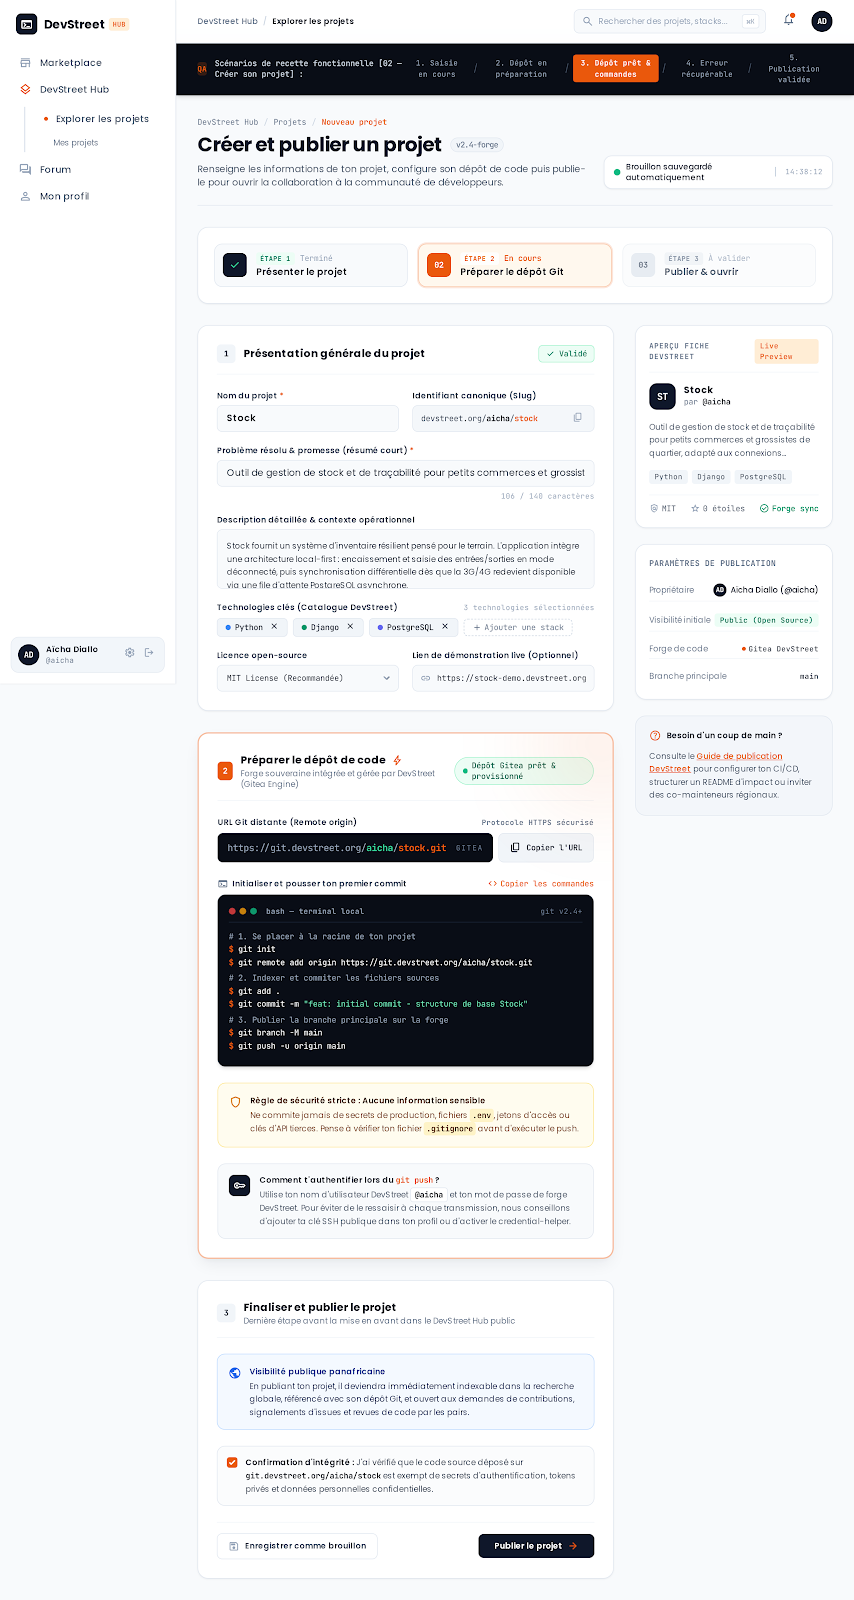 DevStreet HUB
Marketplace
DevStreet Hub
Explorer les projets
Mes projets
Forum
Mon profil
AD
Aïcha Diallo
@aicha
DevStreet Hub / Explorer les projets
Rechercher des projets, stacks...
⌘K
AD
QA
Scénarios de recette fonctionnelle [02 –
Créer son projet] :
1. Saisie
en cours
/
2. Dépôt en
préparation
/
3. Dépôt prêt &
commandes
/
4. Erreur
récupérable
/
5.
Publication
validée
DevStreet Hub / Projets / Nouveau projet
Créer et publier un projet
v2.4-forge
Renseigne les informations de ton projet, configure son dépôt de code puis publie-
le pour ouvrir la collaboration à la communauté de développeurs.
Brouillon sauvegardé
automatiquement
14:38:12
ÉTAPE 1 Terminé
Présenter le projet
02
ÉTAPE 2 En cours
Préparer le dépôt Git
03
ÉTAPE 3 À valider
Publier & ouvrir
1
Présentation générale du projet
Validé
Nom du projet *
Stock
Identifiant canonique (Slug)
devstreet.org/aicha/stock
Problème résolu & promesse (résumé court) *
Outil de gestion de stock et de traçabilité pour petits commerces et grossist
106 / 140 caractères
Description détaillée & contexte opérationnel
Stock fournit un système d'inventaire résilient pensé pour le terrain. L'application intègre
une architecture local-first : encaissement et saisie des entrées/sorties en mode
déconnecté, puis synchronisation différentielle dès que la 3G/4G redevient disponible
via une file d'attente PostgreSQL asynchrone.
Technologies clés (Catalogue DevStreet)
3 technologies sélectionnées
Python ×
Django ×
PostgreSQL ×
+ Ajouter une stack
Licence open-source
MIT License (Recommandée)
Lien de démonstration live (Optionnel)
https://stock-demo.devstreet.org
2
Préparer le dépôt de code
Forge souveraine intégrée et gérée par DevStreet
(Gitea Engine)
Dépôt Gitea prêt &
provisionné
URL Git distante (Remote origin)
Protocole HTTPS sécurisé
https://git.devstreet.org/aicha/stock.git
GITEA
Copier l'URL
Initialiser et pousser ton premier commit
Copier les commandes
bash — terminal local
git v2.4+
# 1. Se placer à la racine de ton projet
$ git init
$ git remote add origin https://git.devstreet.org/aicha/stock.git
# 2. Indexer et commiter les fichiers sources
$ git add .
$ git commit -m "feat: initial commit - structure de base Stock"
# 3. Publier la branche principale sur la forge
$ git branch -M main
$ git push -u origin main
Règle de sécurité stricte : Aucune information sensible
Ne commite jamais de secrets de production, fichiers .env, jetons d'accès ou
clés d'API tierces. Pense à vérifier ton fichier .gitignore avant d'exécuter le push.
Comment t'authentifier lors du git push ?
Utilise ton nom d'utilisateur DevStreet @aicha et ton mot de passe de forge
DevStreet. Pour éviter de le ressaisir à chaque transmission, nous conseillons
d'ajouter ta clé SSH publique dans ton profil ou d'activer le credential-helper.
3
Finaliser et publier le projet
Dernière étape avant la mise en avant dans le DevStreet Hub public
Visibilité publique panafricaine
En publiant ton projet, il deviendra immédiatement indexable dans la recherche
globale, référencé avec son dépôt Git, et ouvert aux demandes de contributions,
signalements d'issues et revues de code par les pairs.
Confirmation d'intégrité : J'ai vérifié que le code source déposé sur
git.devstreet.org/aicha/stock est exempt de secrets d'authentification, tokens
privés et données personnelles confidentielles.
Enregistrer comme brouillon
Publier le projet
APERÇU FICHE
DEVSTREET
Live
Preview
ST
Stock
par @aicha
Outil de gestion de stock et de traçabilité
pour petits commerces et grossistes de
quartier, adapté aux connexions...
Python
Django
PostgreSQL
MIT
0 étoiles
Forge sync
PARAMÈTRES DE PUBLICATION
Propriétaire
AD Aïcha Diallo (@aicha)
Visibilité initiale
Public (Open Source)
Forge de code
Gitea DevStreet
Branche principale
main
Besoin d'un coup de main ?
Consulte le Guide de publication
DevStreet pour configurer ton CI/CD,
structurer un README d'impact ou inviter
des co-mainteneurs régionaux.